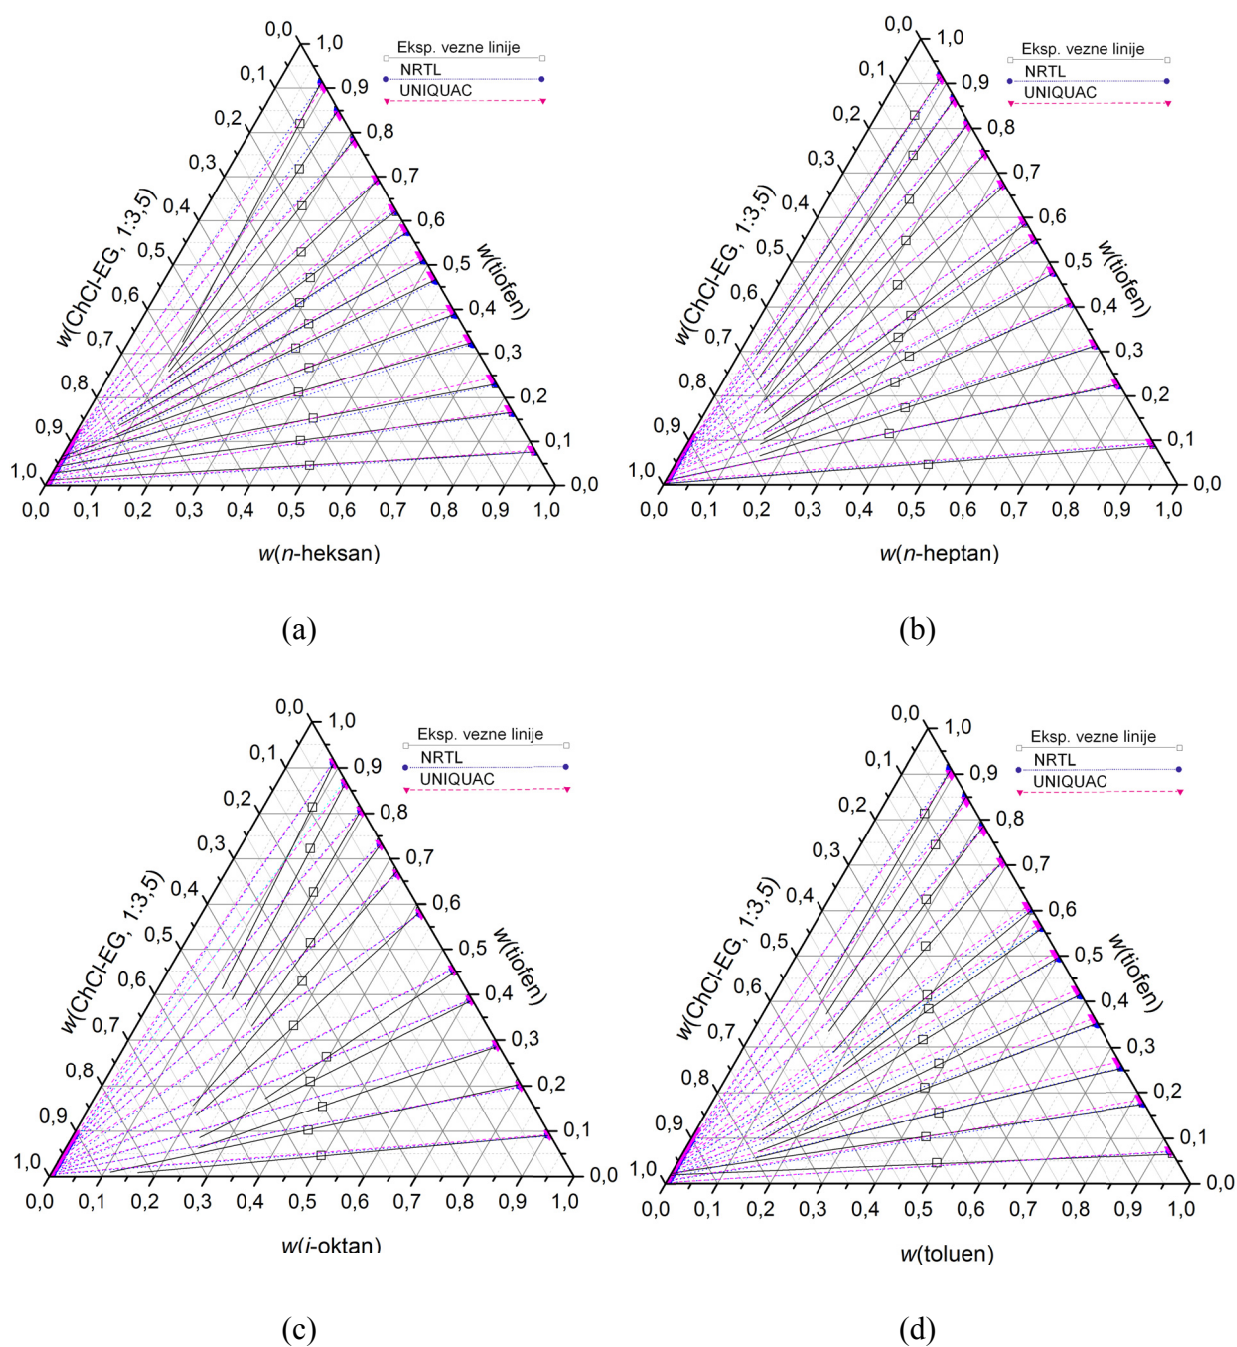 0,0
1,0
0,1
0,9
0,2
0,8
0,3
0,7
0,4
0,6
0,5
0,5
0,6
0,4
0,7
0,3
0,8
0,2
0,9
0,1
1,0
0,0
0,0 0,1 0,2 0,3 0,4 0,5 0,6 0,7 0,8 0,9 1,0
w(ChCl-EG, 1:3,5)
w(tiofen)
w(n-heksan)
Eksp. vezne linije
NRTL
UNIQUAC
(a)
0,0
1,0
0,1
0,9
0,2
0,8
0,3
0,7
0,4
0,6
0,5
0,5
0,6
0,4
0,7
0,3
0,8
0,2
0,9
0,1
1,0
0,0
0,0 0,1 0,2 0,3 0,4 0,5 0,6 0,7 0,8 0,9 1,0
w(ChCl-EG, 1:3,5)
w(tiofen)
w(n-heptan)
Eksp. vezne linije
NRTL
UNIQUAC
(b)
0,0
1,0
0,1
0,9
0,2
0,8
0,3
0,7
0,4
0,6
0,5
0,5
0,6
0,4
0,7
0,3
0,8
0,2
0,9
0,1
1,0
0,0
0,0 0,1 0,2 0,3 0,4 0,5 0,6 0,7 0,8 0,9 1,0
w(ChCl-EG, 1:3,5)
w(tiofen)
w(i-oktan)
Eksp. vezne linije
NRTL
UNIQUAC
(c)
0,0
1,0
0,1
0,9
0,2
0,8
0,3
0,7
0,4
0,6
0,5
0,5
0,6
0,4
0,7
0,3
0,8
0,2
0,9
0,1
1,0
0,0
0,0 0,1 0,2 0,3 0,4 0,5 0,6 0,7 0,8 0,9 1,0
w(ChCl-EG, 1:3,5)
w(tiofen)
w(toluen)
Eksp. vezne linije
NRTL
UNIQUAC
(d)